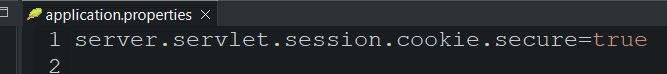 application.properties
1 server.servlet.session.cookie.secure=true
2